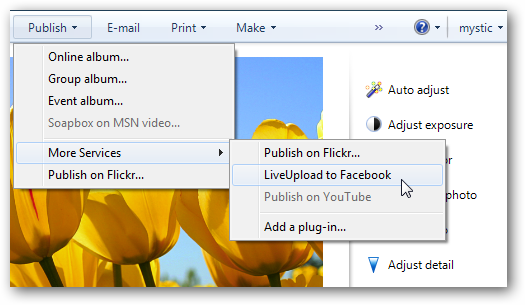 Publish E-mail Print Make » mystic
Online album...
Group album...
Event album...
Soapbox on MSN video...
More Services
Publish on Flickr...
Publish on Flickr...
LiveUpload to Facebook
Publish on YouTube
Add a plug-in...
Auto adjust
Adjust exposure
or
photo
Adjust detail